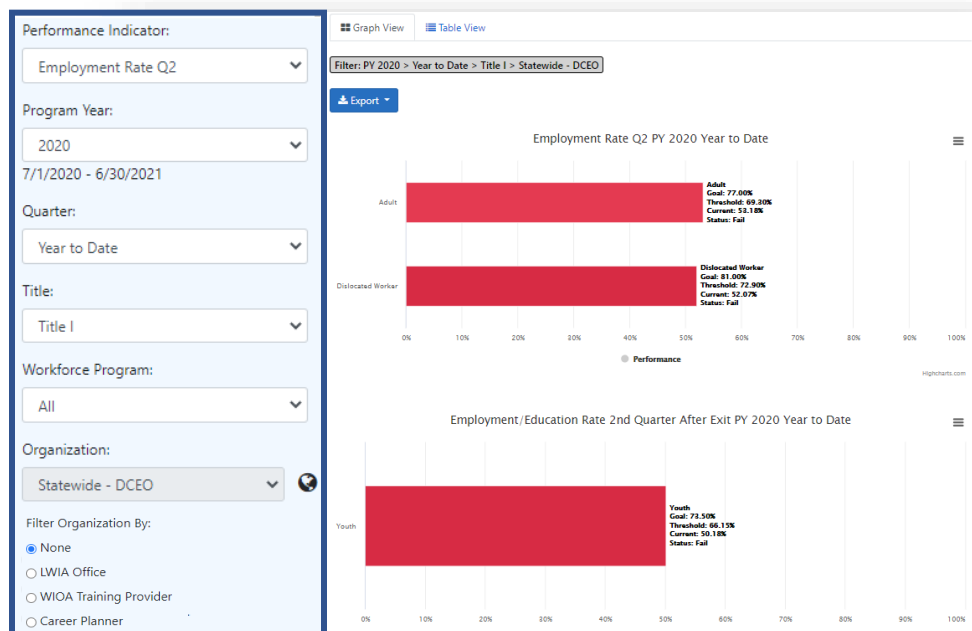 Performance Indicator:
Employment Rate Q2
Program Year:
2020
7/1/2020 - 6/30/2021
Quarter:
Year to Date
Title:
Title I
Workforce Program:
All
Organization:
Statewide - DCEO
Filter Organization By:
None
LWIA Office
WIOA Training Provider
Career Planner
Graph View
Table View
Filter: PY 2020 > Year to Date > Title I > Statewide - DCEO
Export
Employment Rate Q2 PY 2020 Year to Date
Adult
Adult
Goal: 77.00%
Threshold: 69.30%
Current: 53.18%
Status: Fail
Dislocated Worker
Dislocated Worker
Goal: 81.00%
Threshold: 72.90%
Current: 52.07%
Status: Fail
0% 10% 20% 30% 40% 50% 60% 70% 80% 90% 100%
Performance
Highcharts.com
Employment/Education Rate 2nd Quarter After Exit PY 2020 Year to Date
Youth
Youth
Goal: 73.50%
Threshold: 66.15%
Current: 50.18%
Status: Fail
0% 10% 20% 30% 40% 50% 60% 70% 80% 90% 100%